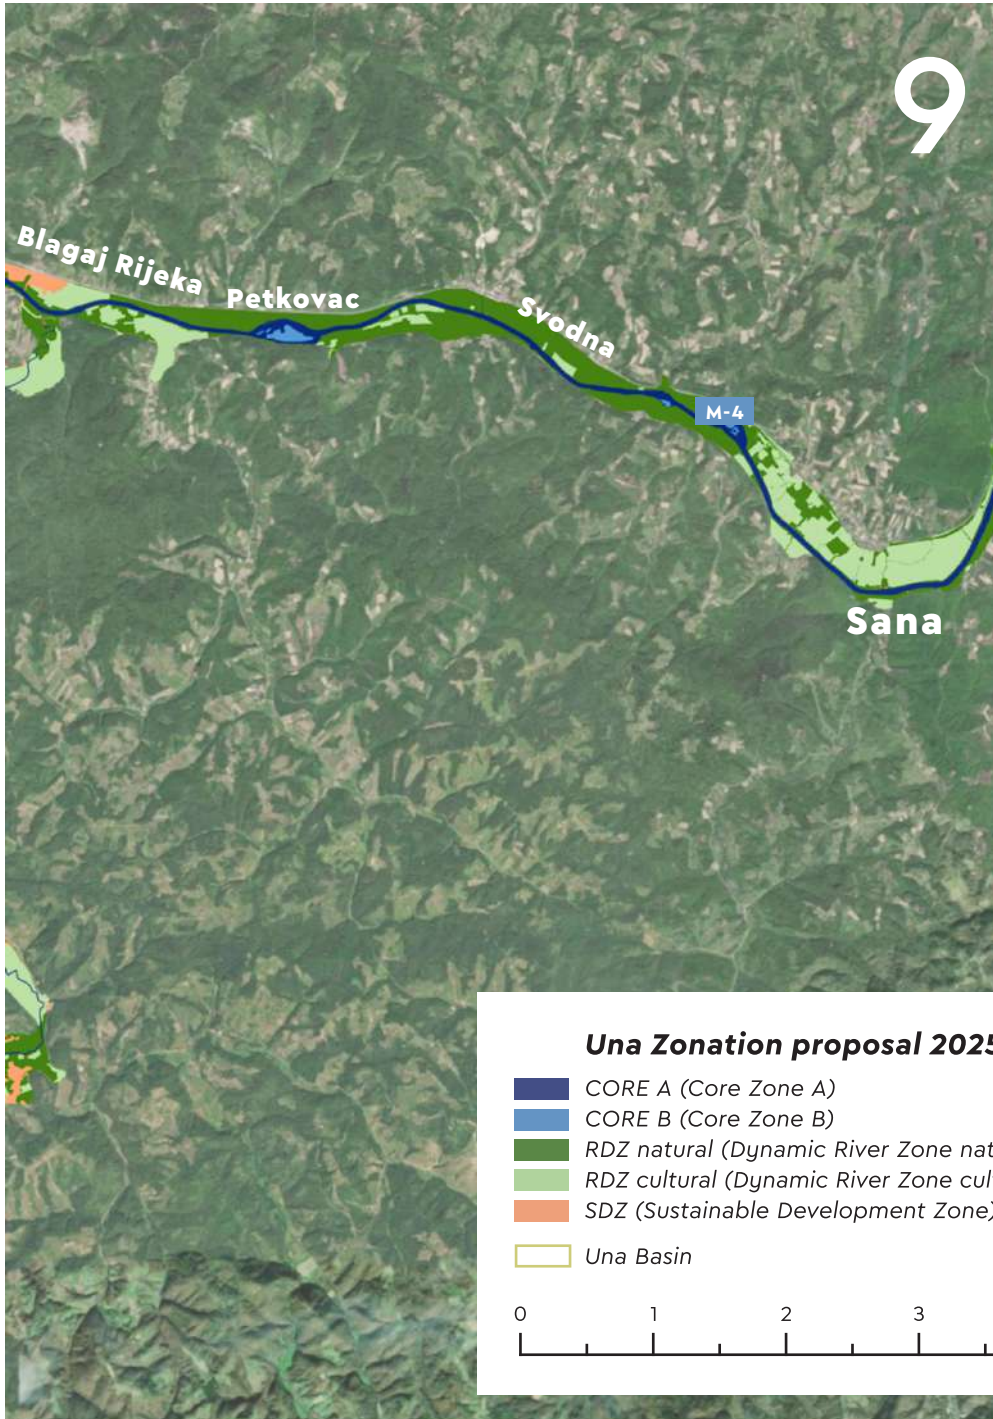 9
Blagaj Rijeka
Petkovac
Svodna
M-4
Sana
Una Zonation proposal 2025
CORE A (Core Zone A)
CORE B (Core Zone B)
RDZ natural (Dynamic River Zone nat
RDZ cultural (Dynamic River Zone cul
SDZ (Sustainable Development Zone)
Una Basin
0 1 2 3